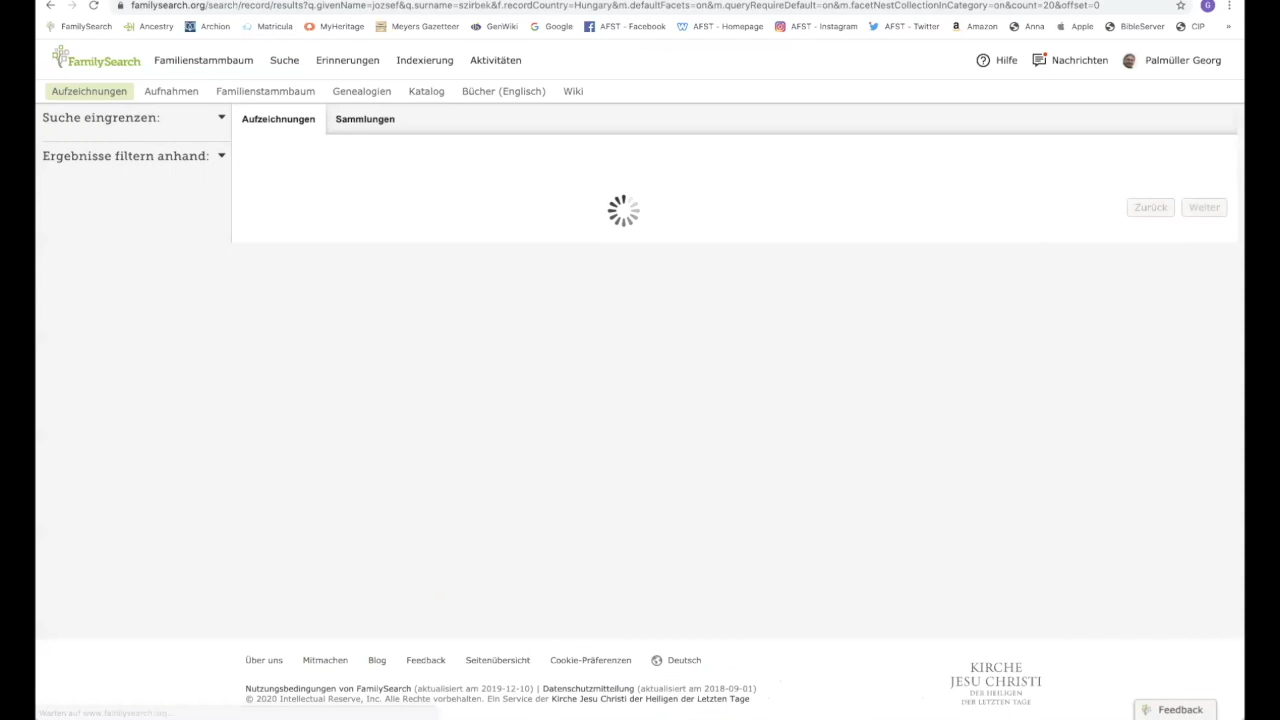 familysearch.org/search/record/results?q.givenName=jozsef&q.surname=szirbek&f.recordCountry=Hungary&m.defaultFacets=on&m.queryRequireDefault=on&m.facetNestCollectionInCategory=on&count=20&offset=0
G
FamilySearch Ancestry Archion Matricula MyHeritage Meyers Gazetteer GenWiki Google AFST - Facebook AFST - Homepage AFST - Instagram AFST - Twitter Amazon Anna Apple BibleServer CIP »
FamilySearch Familienstammbaum Suche Erinnerungen Indexierung Aktivitäten Hilfe Nachrichten Palmüller Georg
Aufzeichnungen Aufnahmen Familienstammbaum Genealogien Katalog Bücher (Englisch) Wiki
Suche eingrenzen: Aufzeichnungen Sammlungen
Ergebnisse filtern anhand:
Zurück Weiter
Über uns Mitmachen Blog Feedback Seitenübersicht Cookie-Präferenzen Deutsch
Nutzungsbedingungen von FamilySearch (aktualisiert am 2019-12-10) | Datenschutzmitteilung (aktualisiert am 2018-09-01)
© 2020 Intellectual Reserve, Inc. Alle Rechte vorbehalten. Ein Service der Kirche Jesu Christi der Heiligen der Letzten Tage
KIRCHE
JESU CHRISTI
DER HEILIGEN
DER LETZTEN TAGE
Feedback
Warten auf www.familysearch.org...